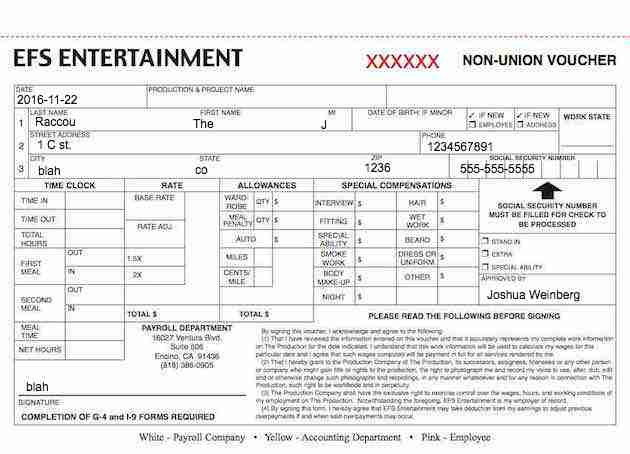 EFS ENTERTAINMENT XXXXXX NON-UNION VOUCHER
DATE PRODUCTION & PROJECT NAME
2016-11-22
LAST NAME FIRST NAME MI DATE OF BIRTH: IF MINOR ✓ IF NEW ✓ IF NEW WORK STATE
1 Raccou The J EMPLOYEE ADDRESS
STREET ADDRESS PHONE
2 1 C st. 1234567891
CITY STATE ZIP SOCIAL SECURITY NUMBER
3 blah co 1236 555-555-5555
TIME CLOCK RATE ALLOWANCES SPECIAL COMPENSATIONS
TIME IN BASE RATE WARD-ROBE QTY $ INTERVIEW $ HAIR $
SOCIAL SECURITY NUMBER
MUST BE FILLED FOR CHECK TO
BE PROCESSED
TIME OUT RATE ADJ. MEAL PENALTY QTY $ FITTING $ WET WORK $
TOTAL HOURS AUTO $ SPECIAL ABILITY $ BEARD $ STAND IN
FIRST MEAL OUT 1.5X MILES SMOKE WORK $ DRESS OR UNIFORM $ EXTRA
IN 2X CENTS/MILE BODY MAKE-UP $ OTHER $ SPECIAL ABILITY
SECOND MEAL OUT NIGHT $ APPROVED BY
IN Joshua Weinberg
TOTAL $ TOTAL $ PLEASE READ THE FOLLOWING BEFORE SIGNING
MEAL TIME
NET HOURS
PAYROLL DEPARTMENT
16027 Ventura Blvd.
Suite 506
Encino, CA 91436
(818) 386-0905
By signing this voucher, I acknowledge and agree to the following:
(1) That I have reviewed the information entered on this voucher and that it accurately represents my complete work information
on The Production for the date indicated. I understand that this work information will be used to calculate my wages for this
particular date and I agree that such wages computed will be payment in full for all services rendered by me.
(2) That I hereby grant to the Production Company of The Production, its successors, assignees, licensees or any other person
or company who might gain title or rights to the production, the right to photograph me and record my voice to use, alter, dub, edit
and or otherwise change such photographs and recordings, in any manner whatsoever and for any reason in connection with The
Production, such right to be worldwide and in perpetuity.
(3) The Production Company shall have the exclusive right to exercise control over the wages, hours, and working conditions of
my employment on The Production. Notwithstanding the foregoing, EFS Entertainment is my employer of record.
(4) By signing this form, I hereby agree that EFS Entertainment may take deduction from my earnings to adjust previous
overpayments if and when said overpayments may occur.
blah
SIGNATURE
COMPLETION OF G-4 and I-9 FORMS REQUIRED
White - Payroll Company • Yellow - Accounting Department • Pink - Employee